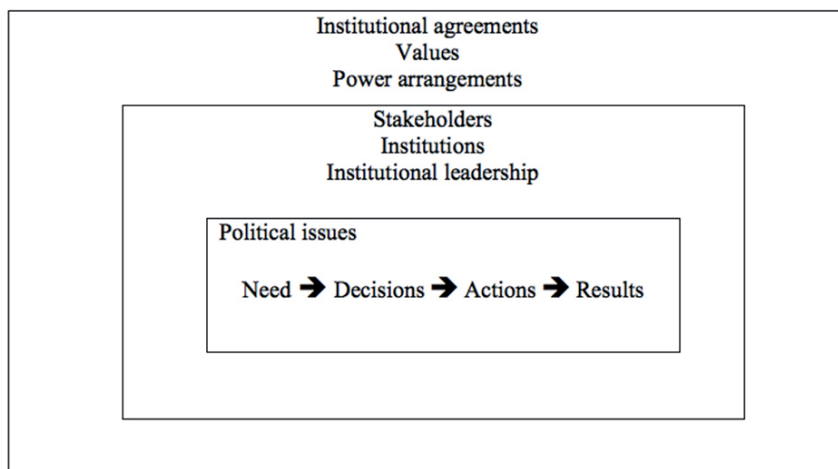 Institutional agreements
Values
Power arrangements
Stakeholders
Institutions
Institutional leadership
Political issues
Need ➔ Decisions ➔ Actions ➔ Results